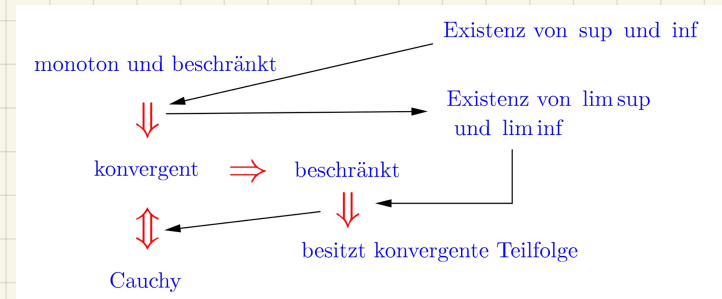 Existenz von sup und inf
monoton und beschränkt
Existenz von lim sup
und lim inf
konvergent ⇒ beschränkt
besitzt konvergente Teilfolge
Cauchy